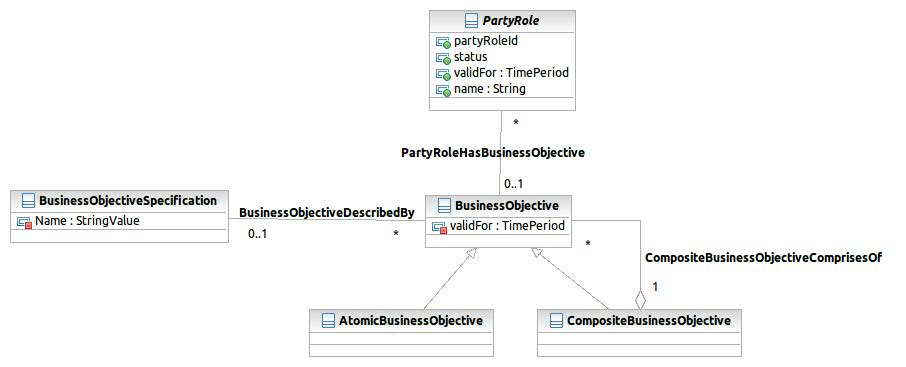 PartyRole
partyRoleId
status
validFor : TimePeriod
name : String
*
PartyRoleHasBusinessObjective
0..1
BusinessObjectiveSpecification
Name : StringValue
BusinessObjectiveDescribedBy
0..1
*
BusinessObjective
validFor : TimePeriod
*
CompositeBusinessObjectiveComprisesOf
1
AtomicBusinessObjective
CompositeBusinessObjective